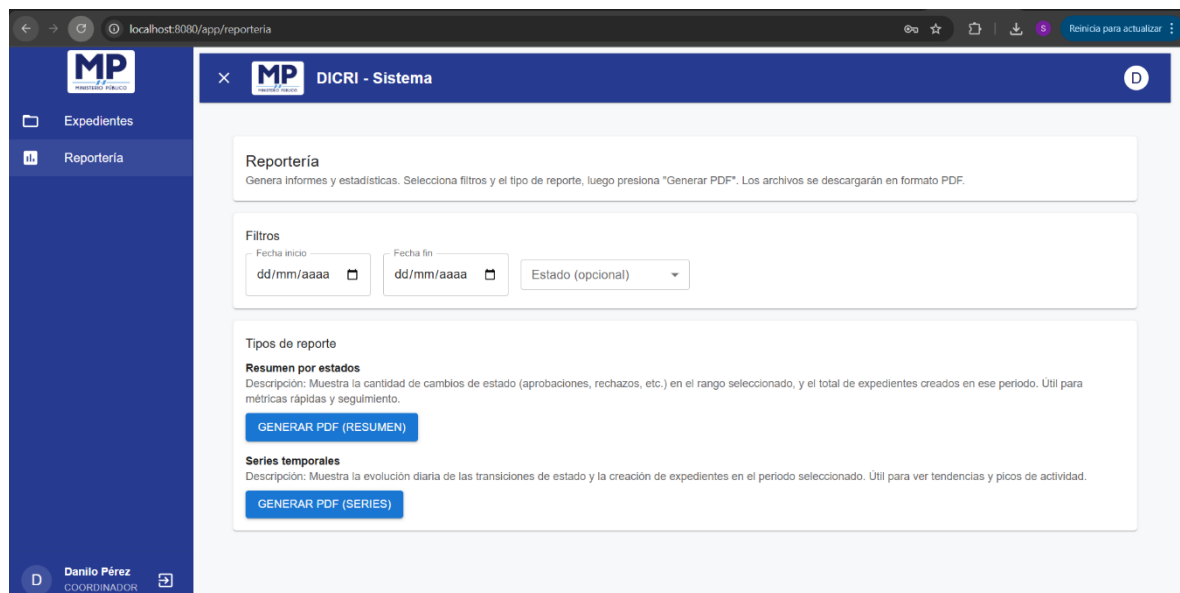 localhost:8080/app/reporteria
S
Reinicia para actualizar
MP
MINISTERIO PÚBLICO
Expedientes
Reportería
MP
MINISTERIO PÚBLICO
DICRI - Sistema
D
Reportería
Genera informes y estadísticas. Selecciona filtros y el tipo de reporte, luego presiona "Generar PDF". Los archivos se descargarán en formato PDF.
Filtros
Fecha inicio
Fecha fin
dd/mm/aaaa
dd/mm/aaaa
Estado (opcional)
Tipos de reporte
Resumen por estados
Descripción: Muestra la cantidad de cambios de estado (aprobaciones, rechazos, etc.) en el rango seleccionado, y el total de expedientes creados en ese periodo. Útil para
métricas rápidas y seguimiento.
GENERAR PDF (RESUMEN)
Series temporales
Descripción: Muestra la evolución diaria de las transiciones de estado y la creación de expedientes en el periodo seleccionado. Útil para ver tendencias y picos de actividad.
GENERAR PDF (SERIES)
D
Danilo Pérez
COORDINADOR